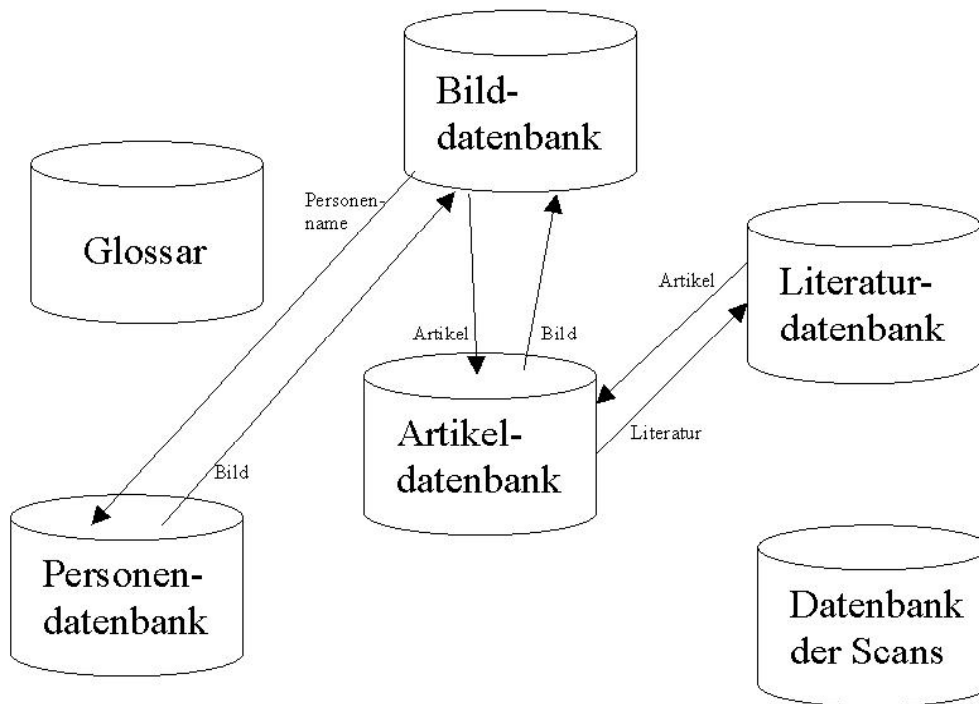 Bild-
datenbank
Glossar
Personen-
name
Artikel
Literatur-
datenbank
Artikel
Bild
Artikel-
datenbank
Literatur
Bild
Personen-
datenbank
Datenbank
der Scans